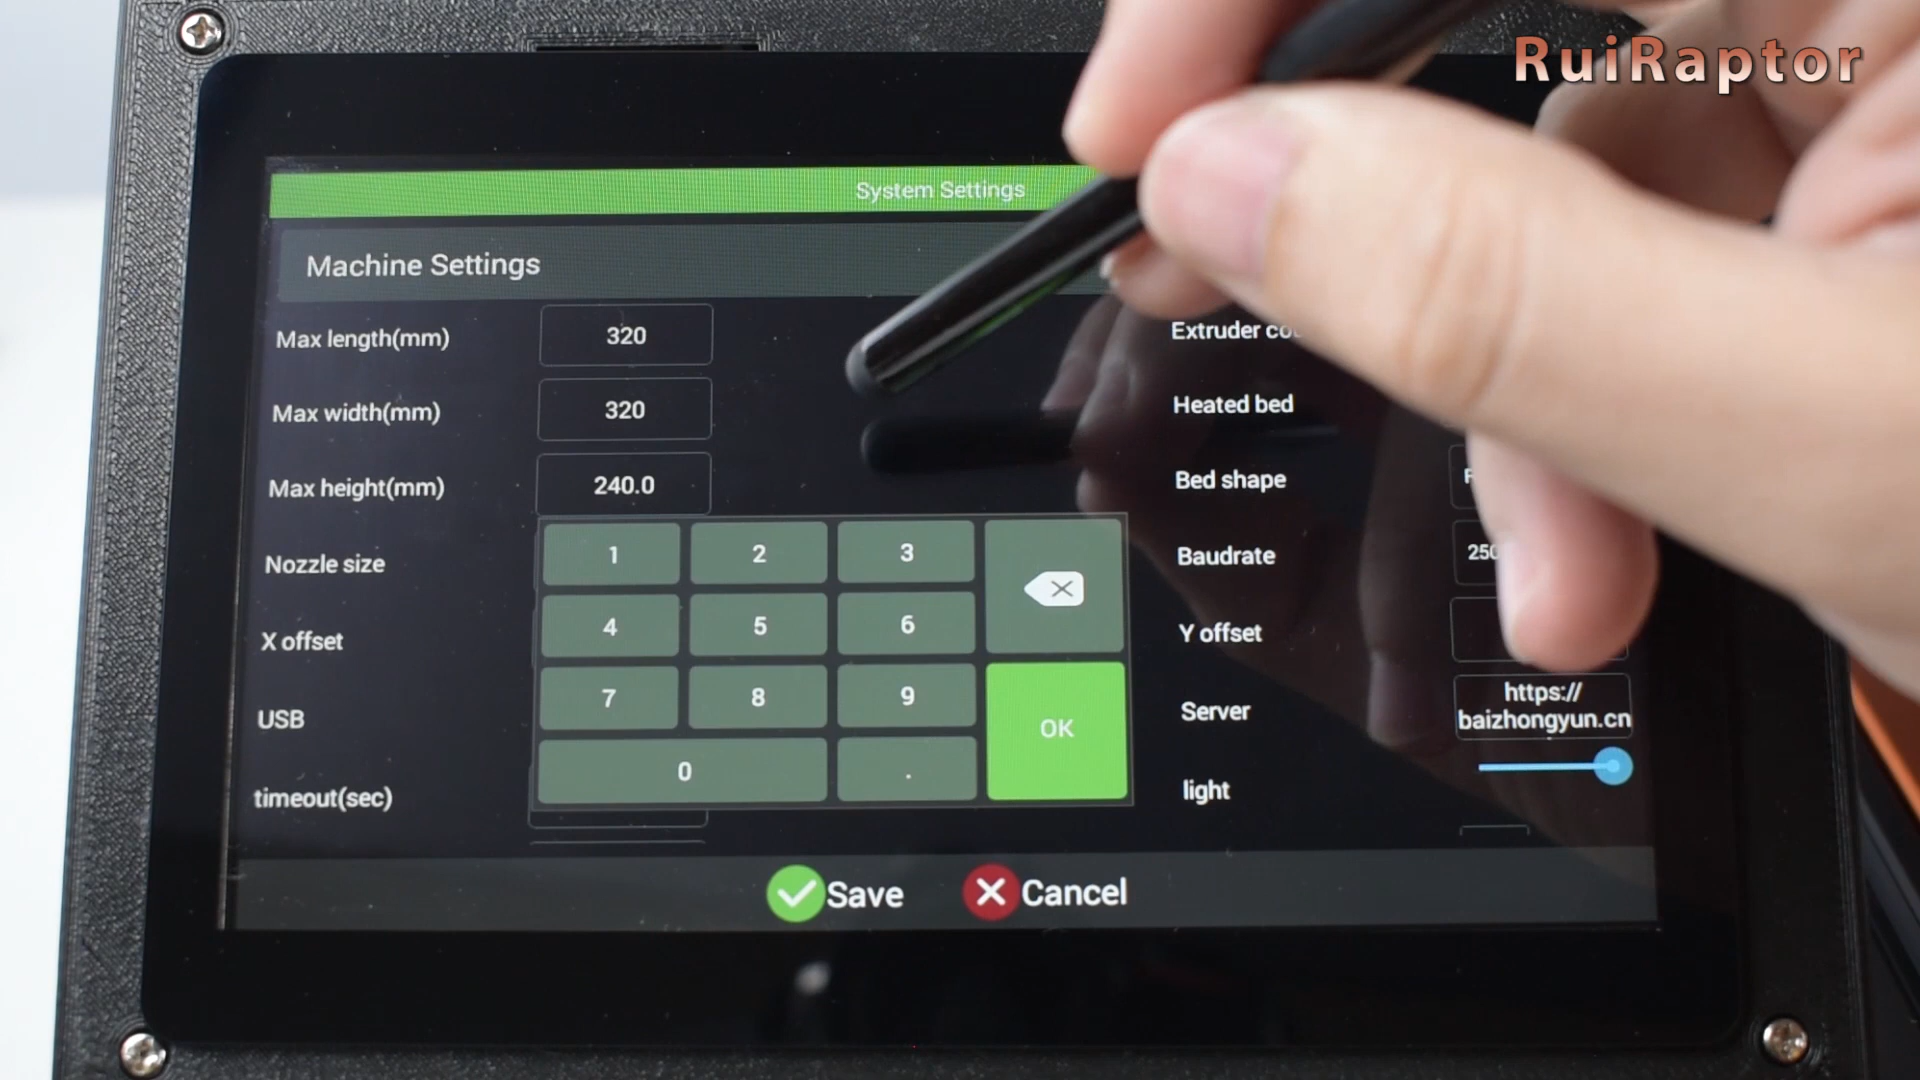 RuiRaptor
System Settings
Machine Settings
Max length(mm)
320
Max width(mm)
320
Max height(mm)
240.0
Nozzle size
X offset
USB
timeout(sec)
1
2
3
4
5
6
7
8
9
OK
0
.
Extruder
Heated bed
Bed shape
Baudrate
Y offset
Server
https://
baizhongyun.cn
light
Save
Cancel